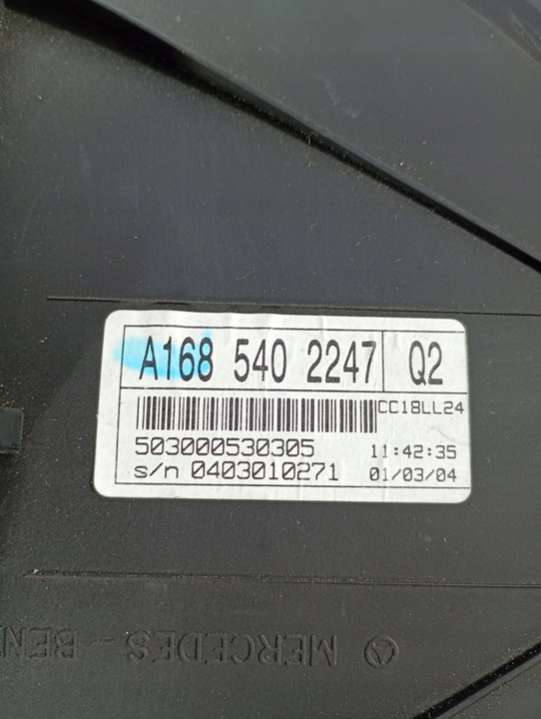 A168 540 2247 Q2
CC18LL24
503000530305 11:42:35
s/n 0403010271 01/03/04
MERCEDES-BEN